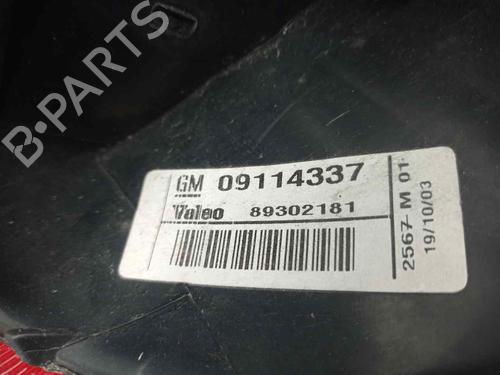 GM 09114337
Valeo 89302181
2567 M 01
19/10/03
B-PARTS